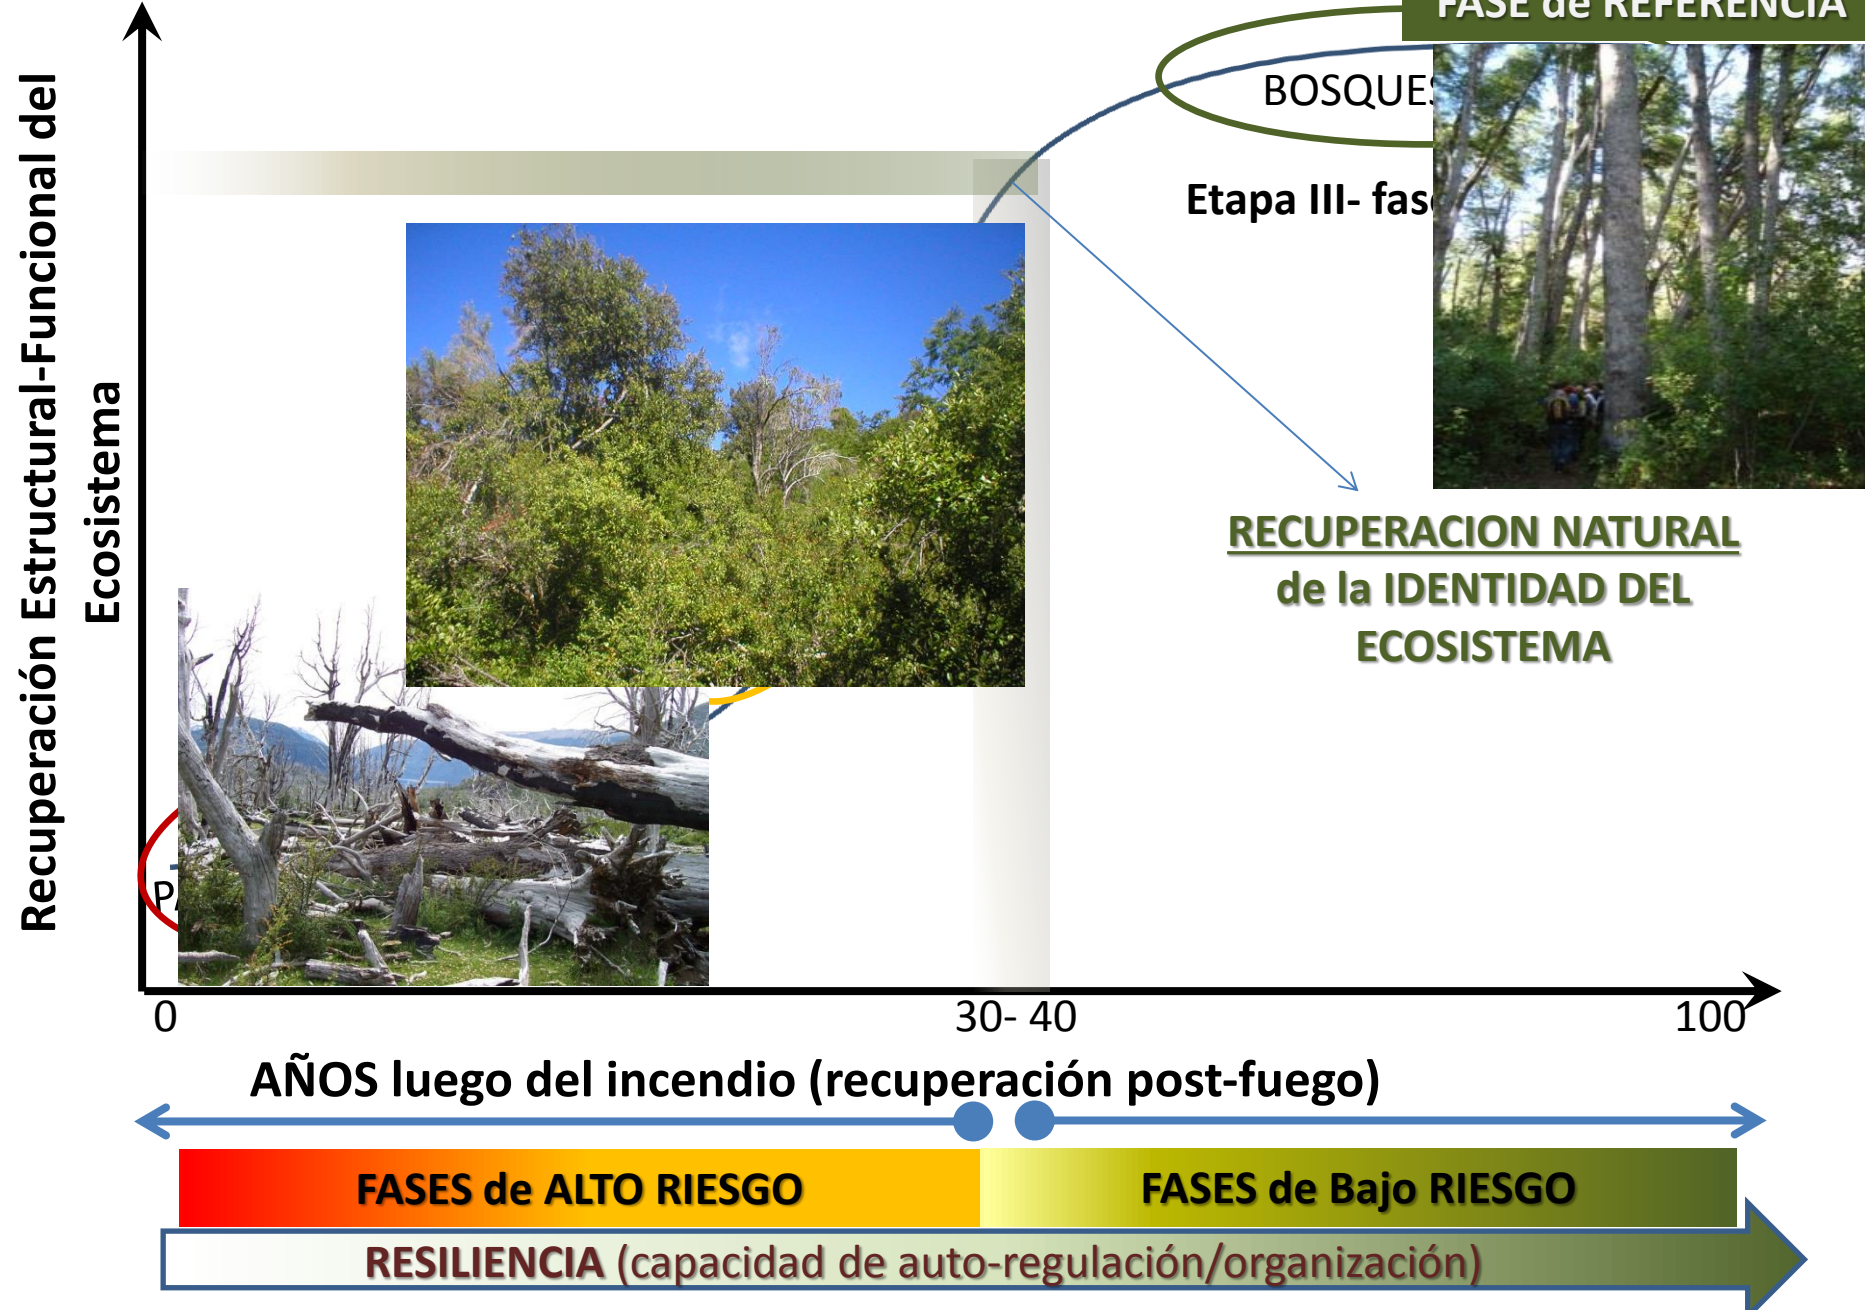 FASE de REFERENCIA
BOSQUES
Etapa III- fase
Recuperación Estructural-Funcional del
Ecosistema
RECUPERACION NATURAL
de la IDENTIDAD DEL
ECOSISTEMA
0
30- 40
100
AÑOS luego del incendio (recuperación post-fuego)
FASES de ALTO RIESGO
FASES de Bajo RIESGO
RESILIENCIA (capacidad de auto-regulación/organización)